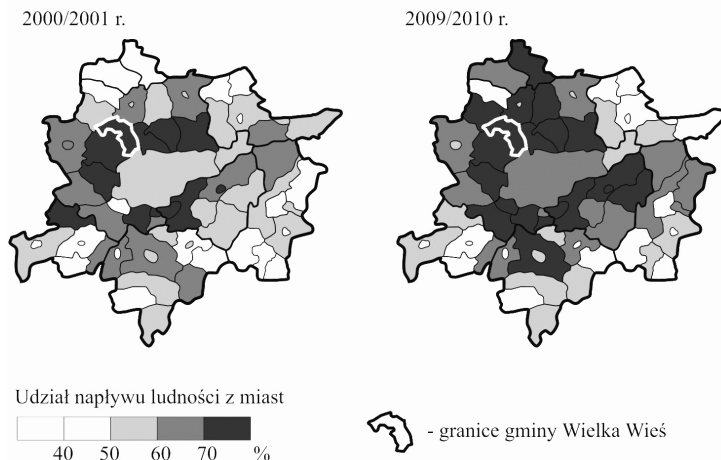 2000/2001 r.
2009/2010 r.
Udział napływu ludności z miast
40 50 60 70 %
- granice gminy Wielka Wieś